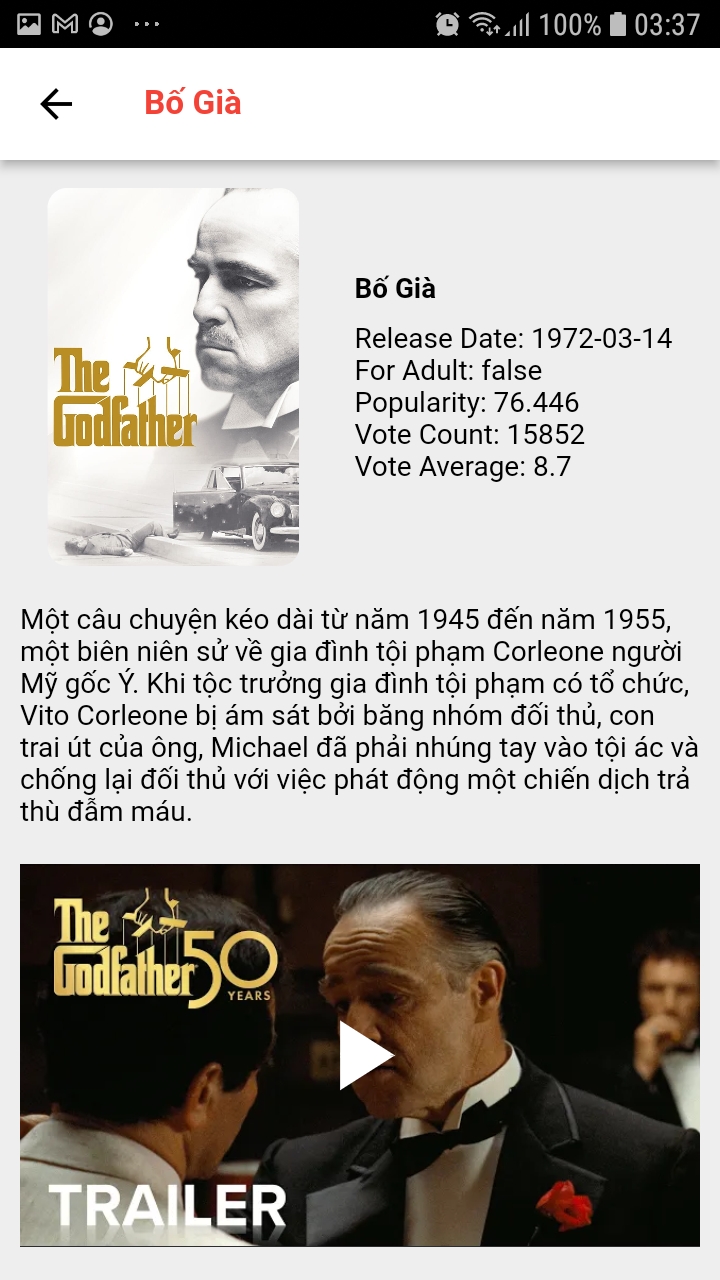 100% 03:37
Bố Già
The
Godfather
Bố Già
Release Date: 1972-03-14
For Adult: false
Popularity: 76.446
Vote Count: 15852
Vote Average: 8.7
Một câu chuyện kéo dài từ năm 1945 đến năm 1955,
một biên niên sử về gia đình tội phạm Corleone người
Mỹ gốc Ý. Khi tộc trưởng gia đình tội phạm có tổ chức,
Vito Corleone bị ám sát bởi băng nhóm đối thủ, con
trai út của ông, Michael đã phải nhúng tay vào tội ác và
chống lại đối thủ với việc phát động một chiến dịch trả
thù đẫm máu.
The
Godfather 50
YEARS
TRAILER